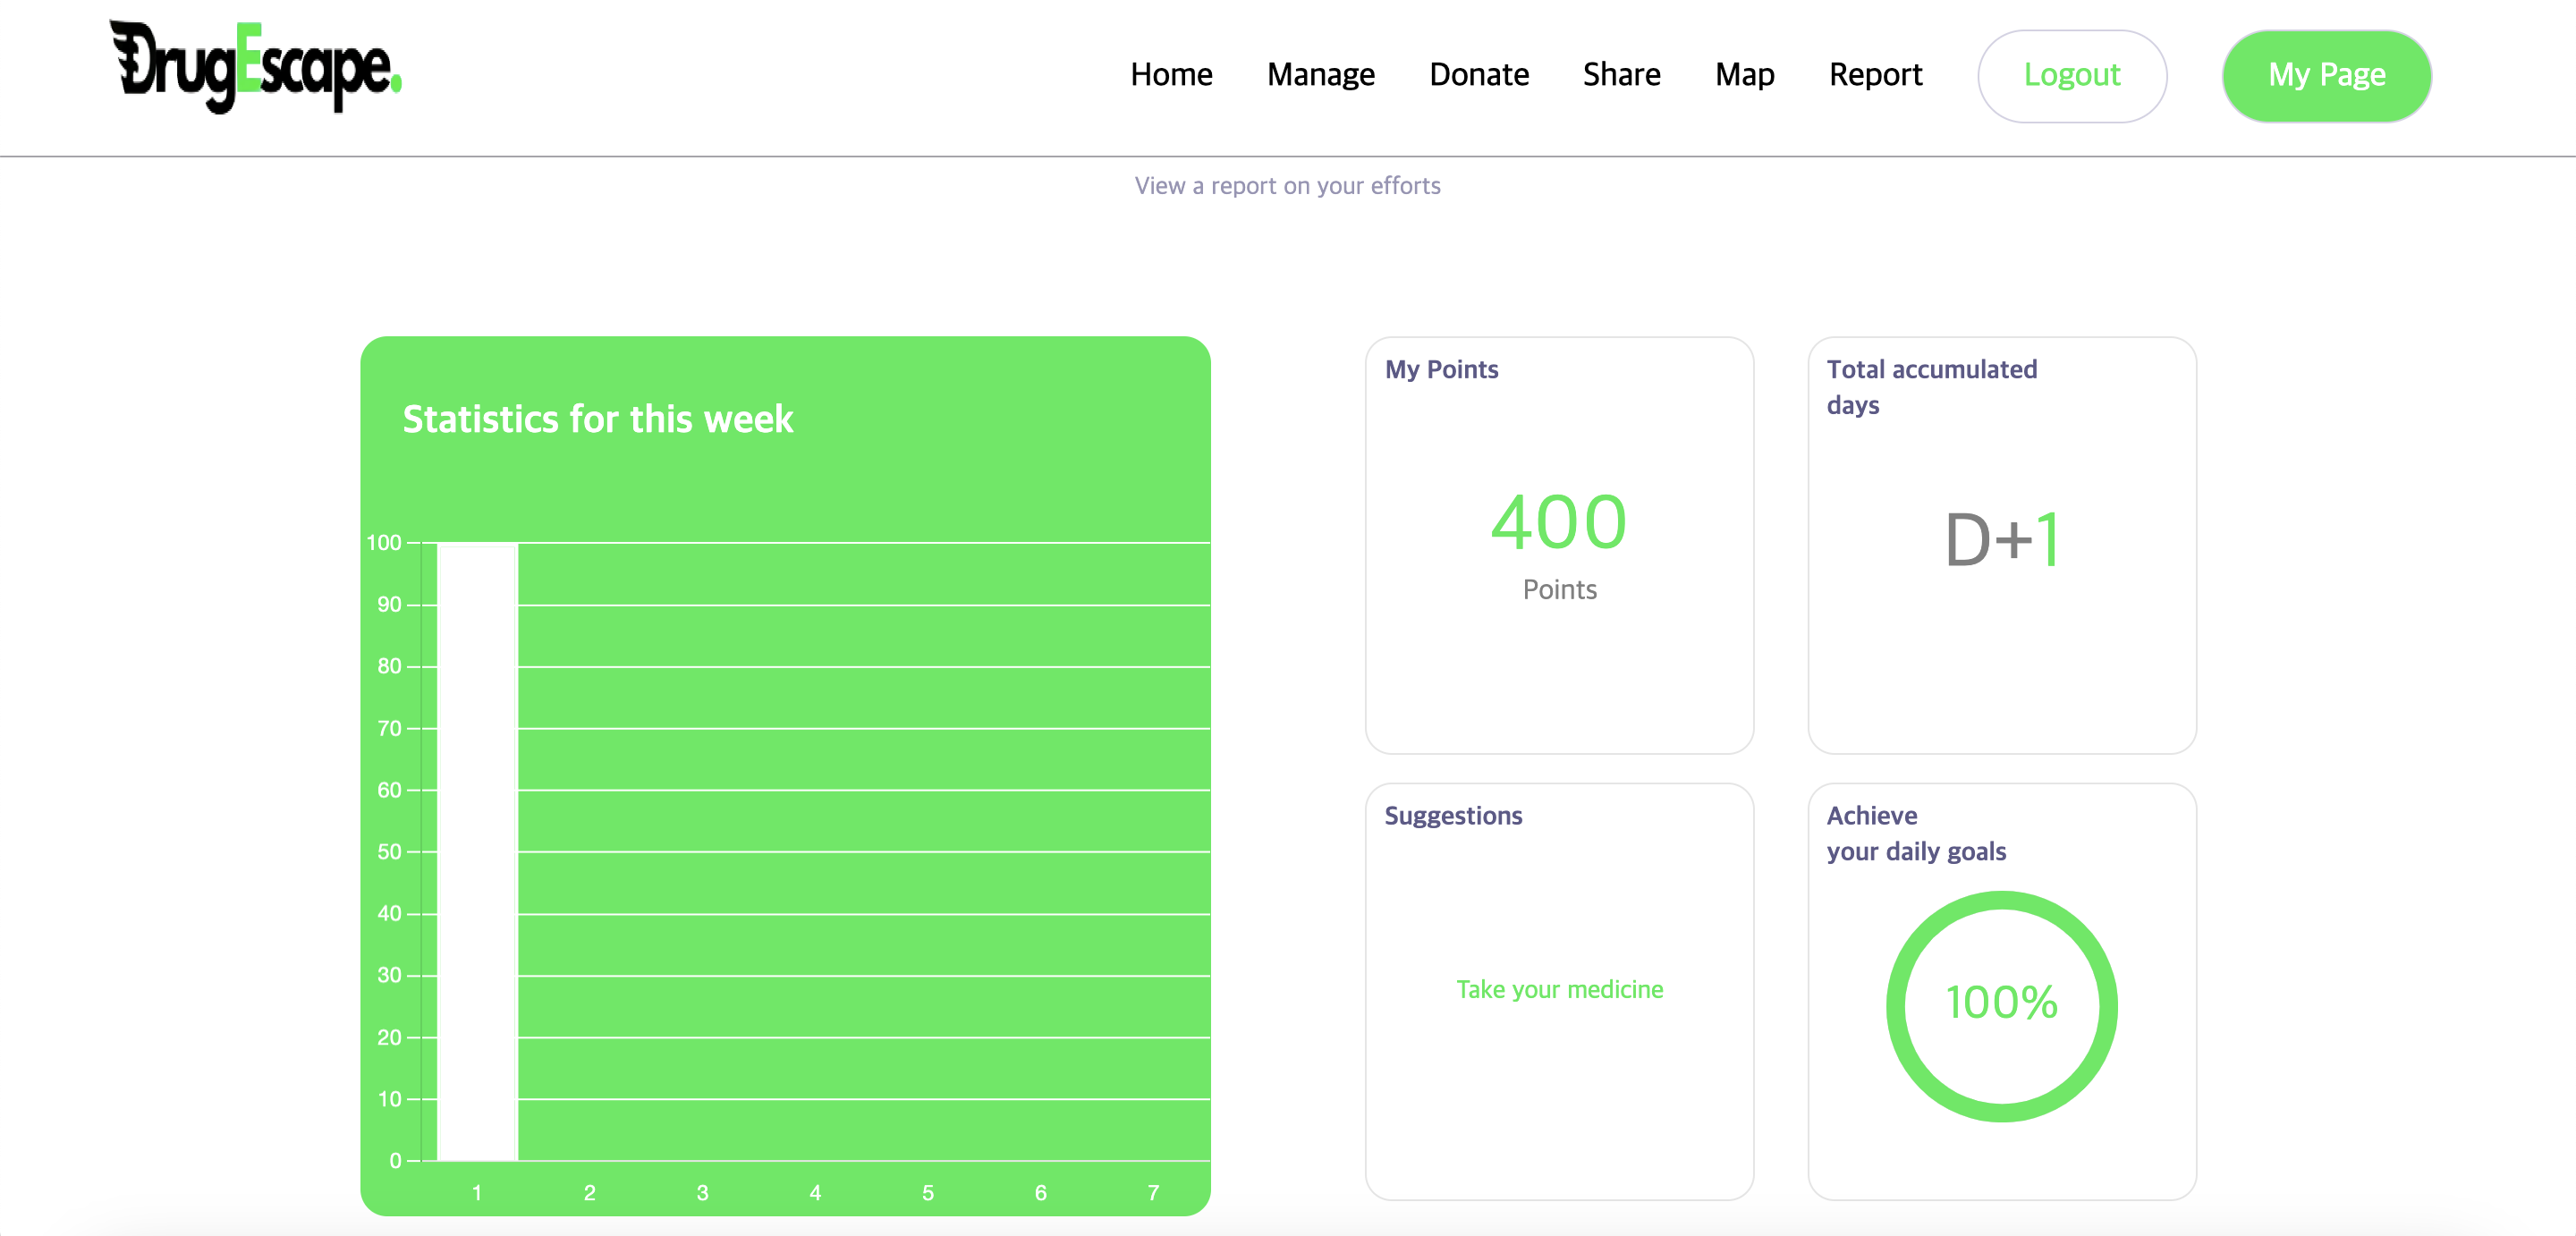 DrugEscape.
Home Manage Donate Share Map Report Logout My Page
View a report on your efforts
Statistics for this week
100
90
80
70
60
50
40
30
20
10
0
1 2 3 4 5 6 7
My Points
400
Points
Total accumulated
days
D+1
Suggestions
Take your medicine
Achieve
your daily goals
100%